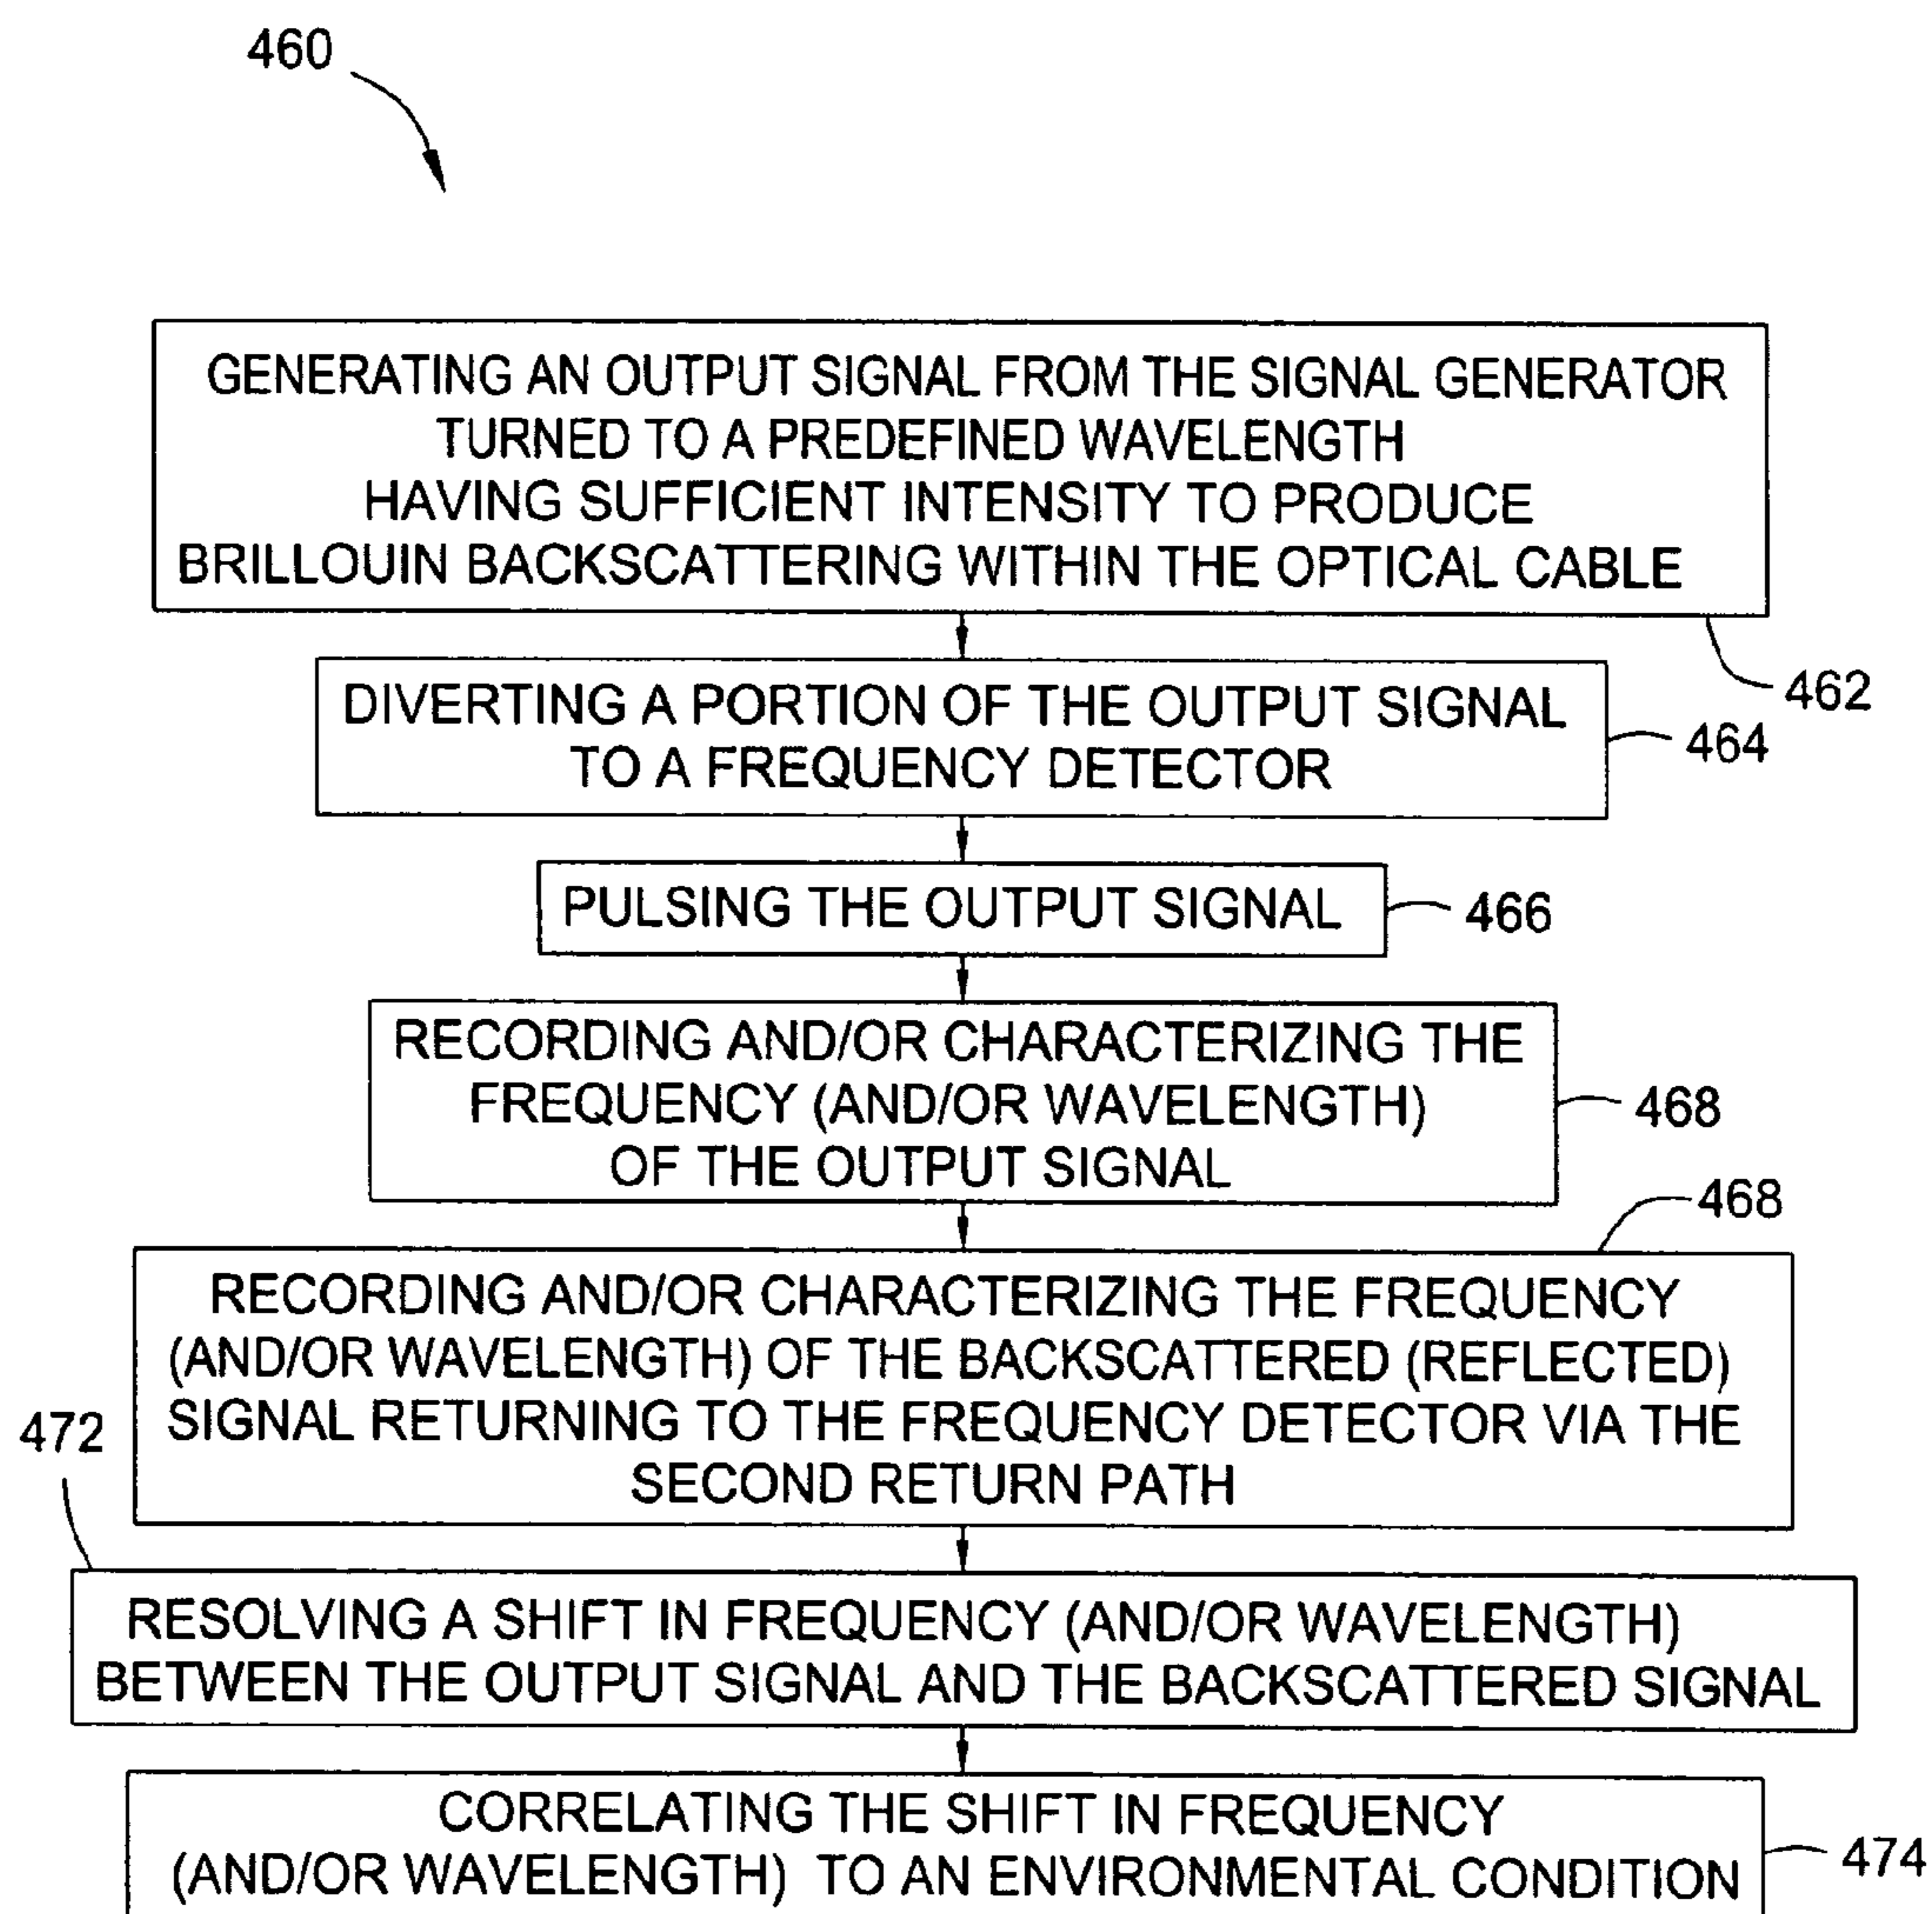 460
GENERATING AN OUTPUT SIGNAL FROM THE SIGNAL GENERATOR
TURNED TO A PREDEFINED WAVELENGTH
HAVING SUFFICIENT INTENSITY TO PRODUCE
BRILLOUIN BACKSCATTERING WITHIN THE OPTICAL CABLE
462
DIVERTING A PORTION OF THE OUTPUT SIGNAL
TO A FREQUENCY DETECTOR
464
PULSING THE OUTPUT SIGNAL
466
RECORDING AND/OR CHARACTERIZING THE
FREQUENCY (AND/OR WAVELENGTH)
OF THE OUTPUT SIGNAL
468
468
RECORDING AND/OR CHARACTERIZING THE FREQUENCY
(AND/OR WAVELENGTH) OF THE BACKSCATTERED (REFLECTED)
SIGNAL RETURNING TO THE FREQUENCY DETECTOR VIA THE
SECOND RETURN PATH
472
RESOLVING A SHIFT IN FREQUENCY (AND/OR WAVELENGTH)
BETWEEN THE OUTPUT SIGNAL AND THE BACKSCATTERED SIGNAL
CORRELATING THE SHIFT IN FREQUENCY
(AND/OR WAVELENGTH) TO AN ENVIRONMENTAL CONDITION
474